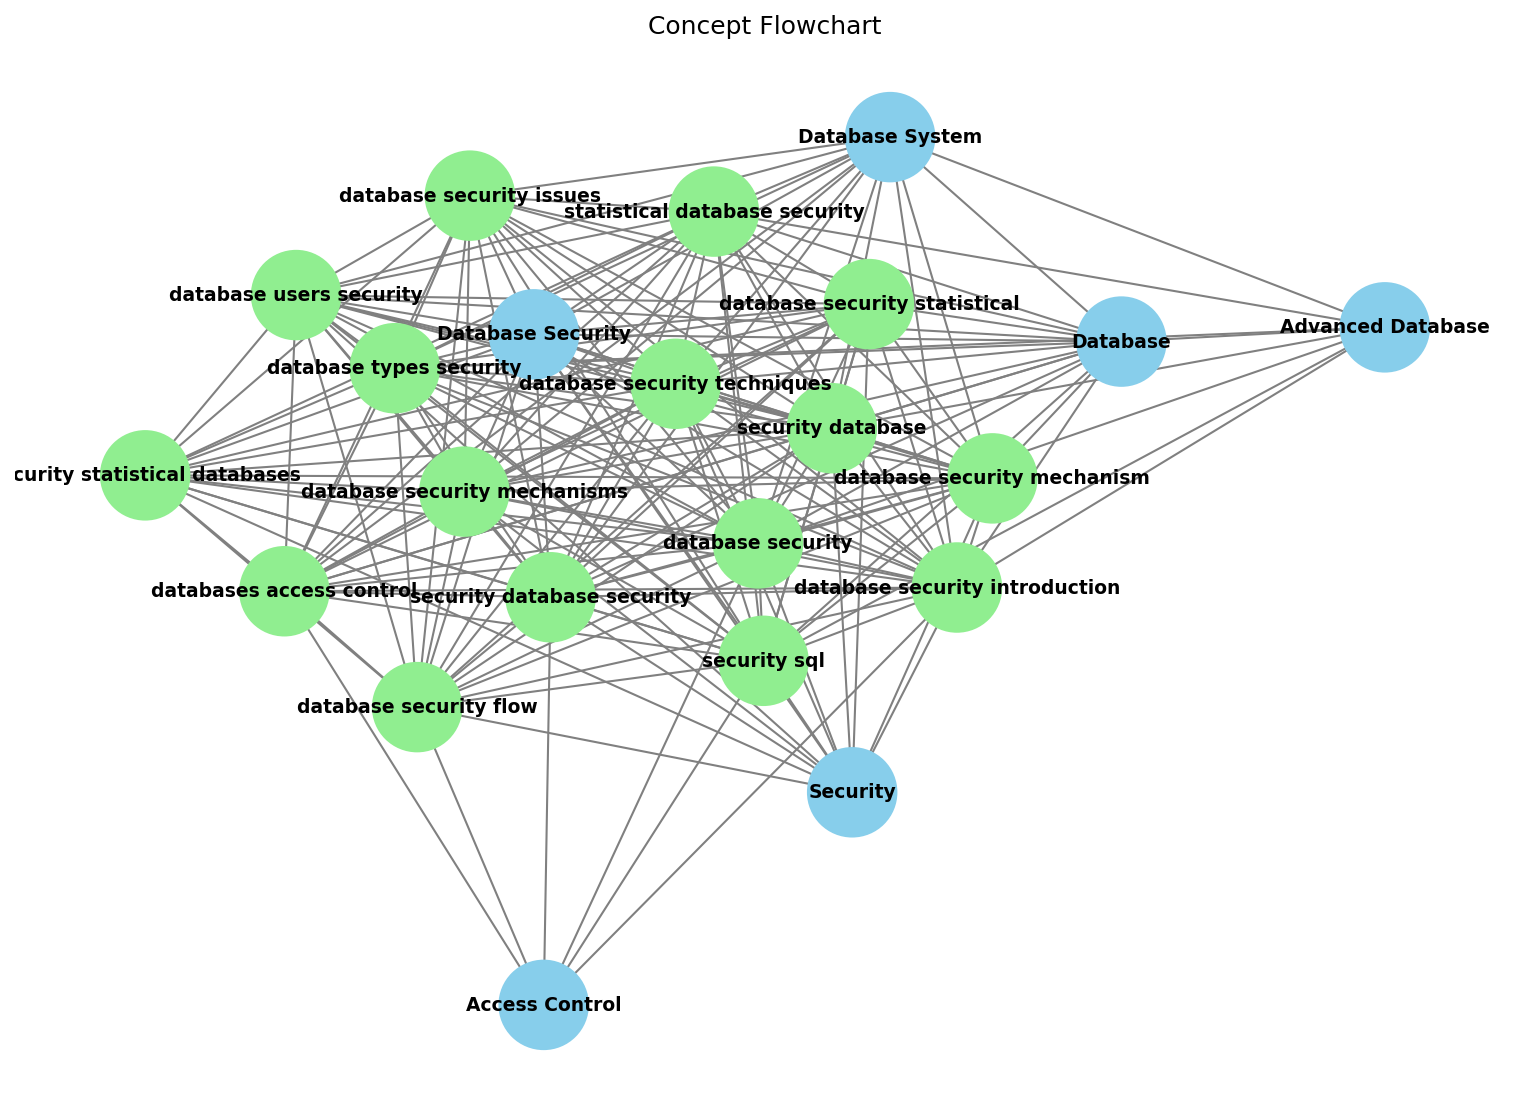 Concept Flowchart
Database System
database security issues
statistical database security
database users security
database security statistical
Advanced Database
Database Security
Database
database types security
database security techniques
security database
curity statistical databases
database security mechanism
database security mechanisms
database security
database security introduction
databases access control
security database security
security sql
database security flow
Security
Access Control